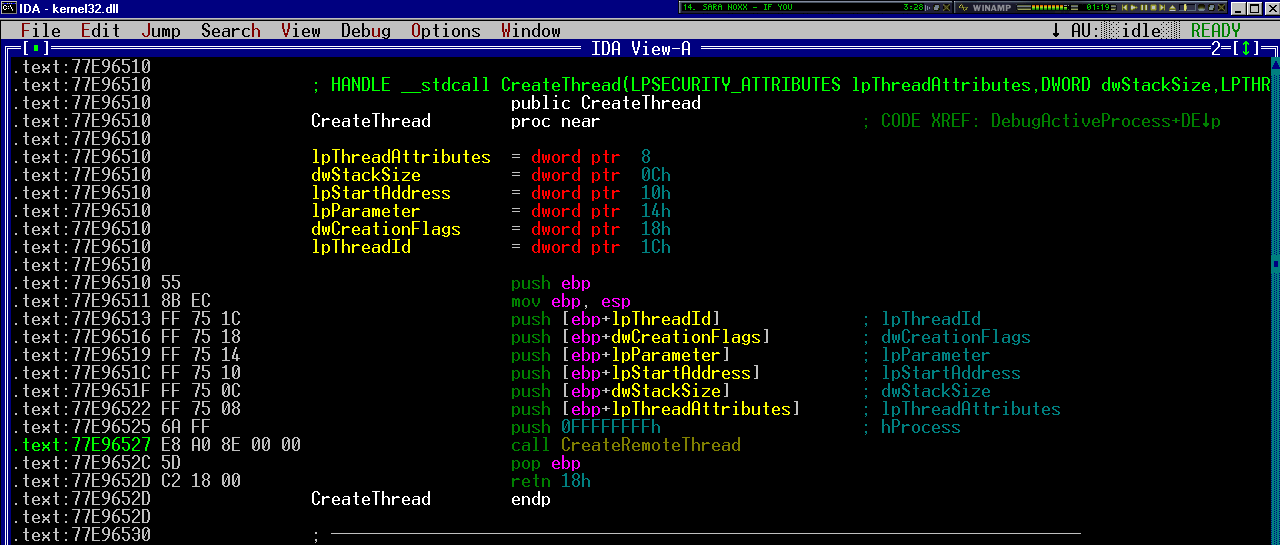 IDA - kernel32.dll 14. SARA NOXX - IF YOU 3:28 WINAMP 01:19
File Edit Jump Search View Debug Options Window ↓ AU: idle READY
IDA View-A 2
.text:77E96510
.text:77E96510 ; HANDLE __stdcall CreateThread(LPSECURITY_ATTRIBUTES lpThreadAttributes,DWORD dwStackSize,LPTHR
.text:77E96510 public CreateThread
.text:77E96510 CreateThread proc near ; CODE XREF: DebugActiveProcess+DE↓p
.text:77E96510
.text:77E96510 lpThreadAttributes = dword ptr 8
.text:77E96510 dwStackSize = dword ptr 0Ch
.text:77E96510 lpStartAddress = dword ptr 10h
.text:77E96510 lpParameter = dword ptr 14h
.text:77E96510 dwCreationFlags = dword ptr 18h
.text:77E96510 lpThreadId = dword ptr 1Ch
.text:77E96510
.text:77E96510 55 push ebp
.text:77E96511 8B EC mov ebp, esp
.text:77E96513 FF 75 1C push [ebp+lpThreadId] ; lpThreadId
.text:77E96516 FF 75 18 push [ebp+dwCreationFlags] ; dwCreationFlags
.text:77E96519 FF 75 14 push [ebp+lpParameter] ; lpParameter
.text:77E9651C FF 75 10 push [ebp+lpStartAddress] ; lpStartAddress
.text:77E9651F FF 75 0C push [ebp+dwStackSize] ; dwStackSize
.text:77E96522 FF 75 08 push [ebp+lpThreadAttributes] ; lpThreadAttributes
.text:77E96525 6A FF push 0FFFFFFFFh ; hProcess
.text:77E96527 E8 A0 8E 00 00 call CreateRemoteThread
.text:77E9652C 5D pop ebp
.text:77E9652D C2 18 00 retn 18h
.text:77E9652D CreateThread endp
.text:77E9652D
.text:77E96530 ; ───────────────────────────────────────